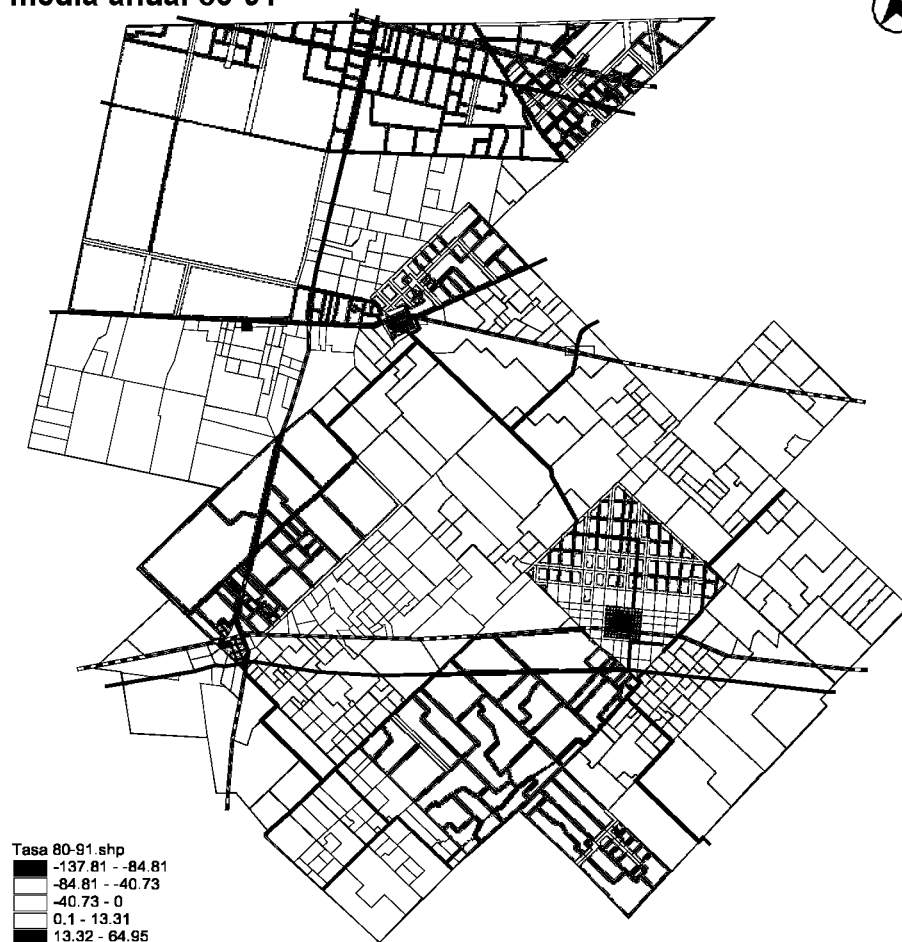 media anual 80-91
Tasa 80-91.shp
-137.81 - -84.81
-84.81 - -40.73
-40.73 - 0
0.1 - 13.31
13.32 - 64.95